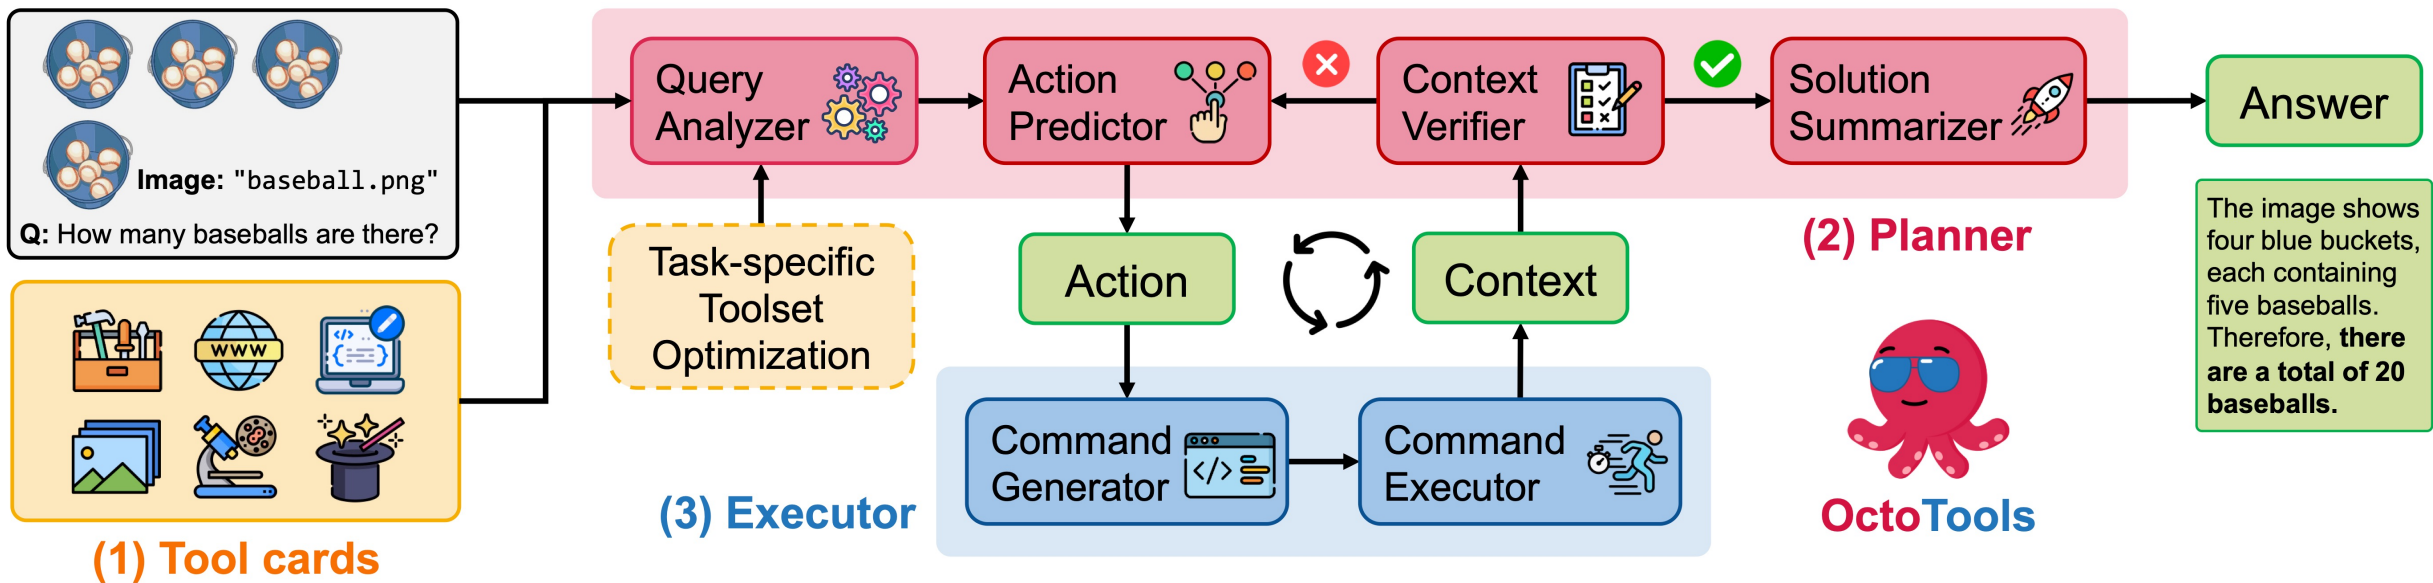 Image: "baseball.png"
Q: How many baseballs are there?
WWW
</>
{ }
(1) Tool cards
Query
Analyzer
Action
Predictor
Context
Verifier
Solution
Summarizer
(2) Planner
Task-specific
Toolset
Optimization
Action
Context
Command
Generator
</>
Command
Executor
(3) Executor
Answer
The image shows
four blue buckets,
each containing
five baseballs.
Therefore, there
are a total of 20
baseballs.
OctoTools